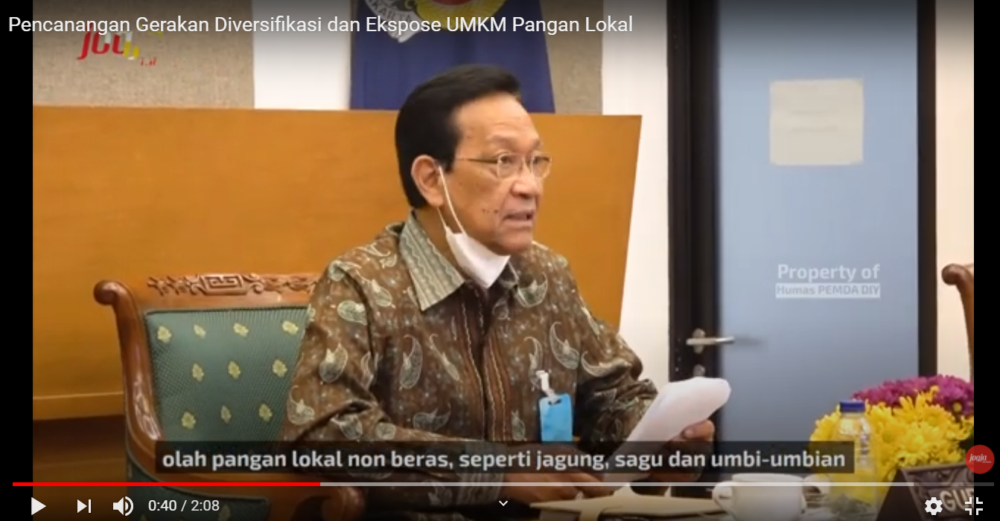 Pencanangan Gerakan Diversifikasi dan Ekspose UMKM Pangan Lokal
Property of
Humas PEMDA DIY
olah pangan lokal non beras, seperti jagung, sagu dan umbi-umbian
jogja
0:40 / 2:08